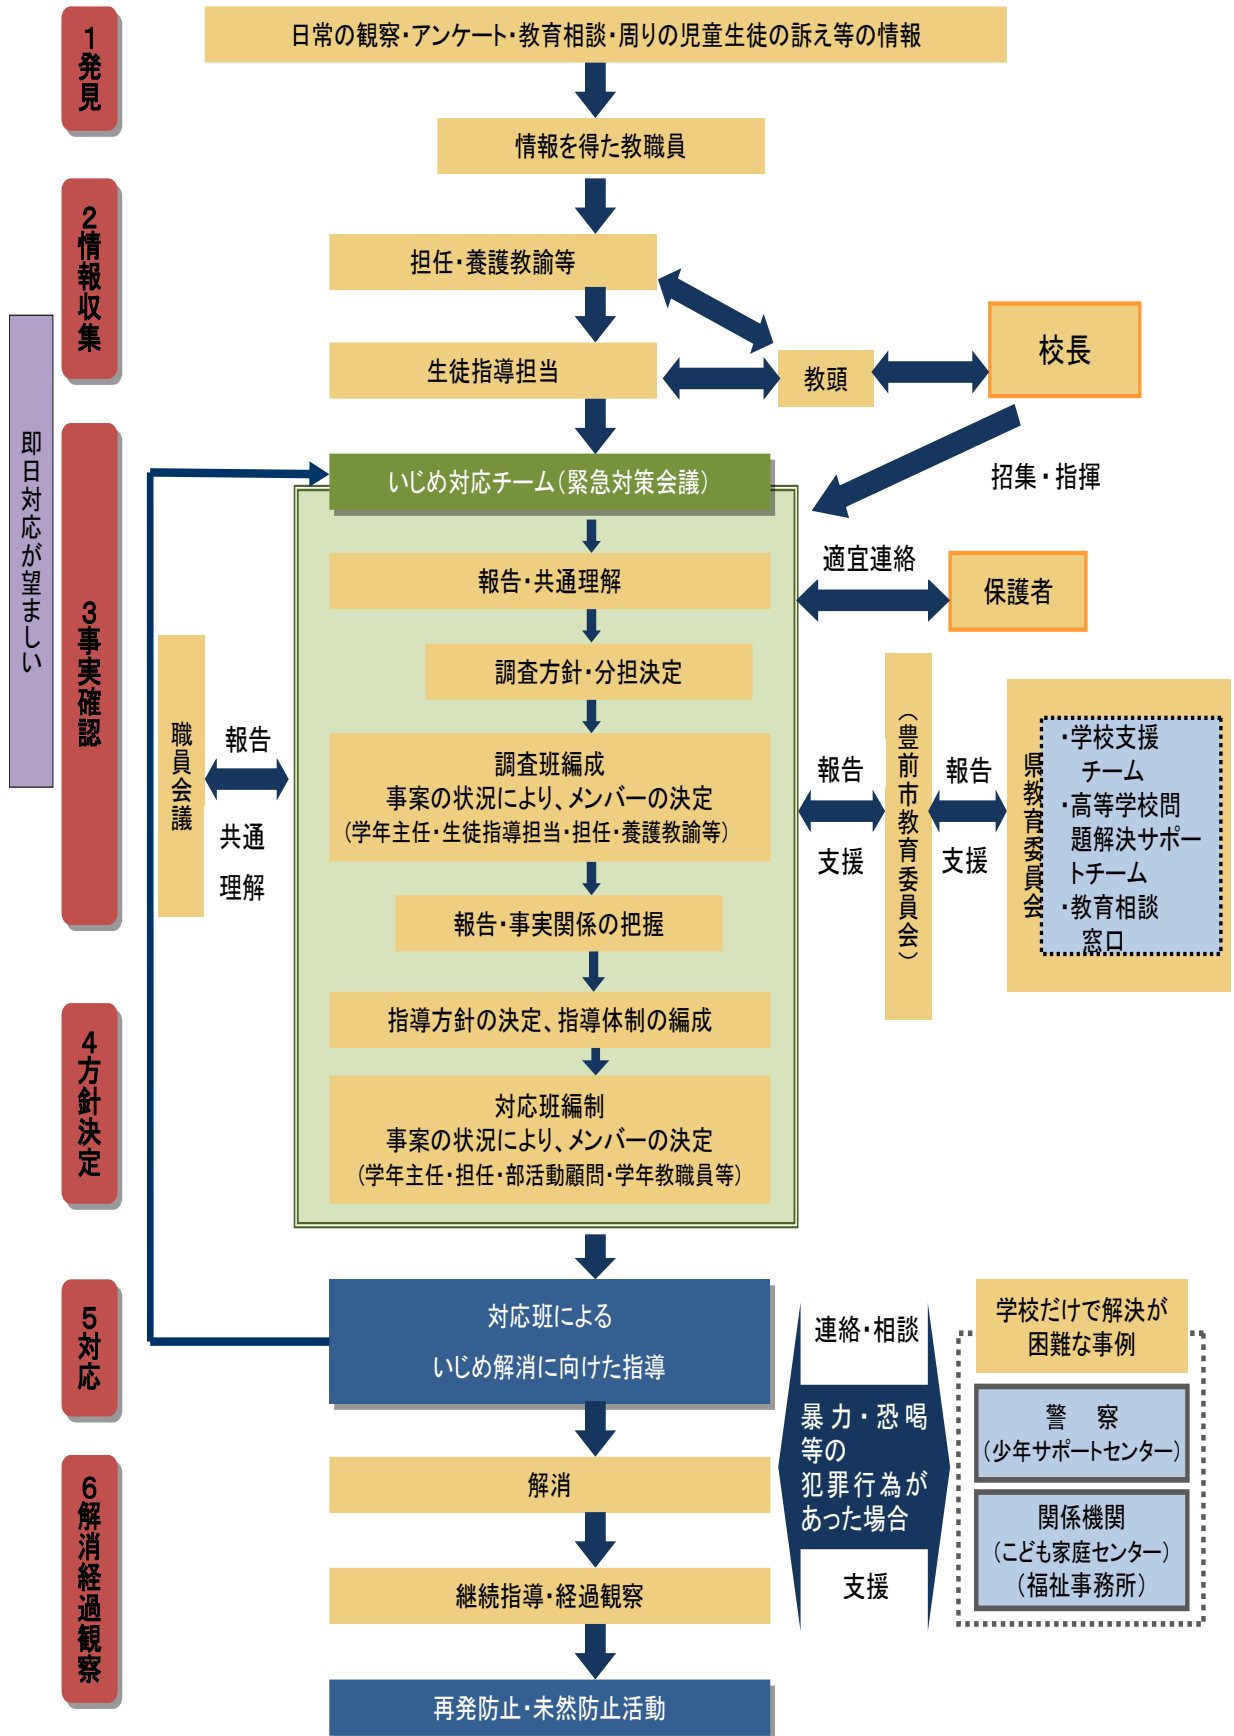 1発見
日常の観察・アンケート・教育相談・周りの児童生徒の訴え等の情報
情報を得た教職員
2情報収集
担任・養護教諭等
生徒指導担当
教頭
校長
招集・指揮
即日対応が望ましい
3事実確認
いじめ対応チーム(緊急対策会議)
報告・共通理解
適宜連絡
保護者
調査方針・分担決定
職員会議
報告
共通
理解
調査班編成
事案の状況により、メンバーの決定
(学年主任・生徒指導担当・担任・養護教諭等)
報告
支援
(豊前市教育委員会)
報告
支援
県教育委員会
・学校支援
チーム
・高等学校問
題解決サポー
トチーム
・教育相談
窓口
報告・事実関係の把握
4方針決定
指導方針の決定、指導体制の編成
対応班編制
事案の状況により、メンバーの決定
(学年主任・担任・部活動顧問・学年教職員等)
5対応
対応班による
いじめ解消に向けた指導
連絡・相談
暴力・恐喝
等の
犯罪行為が
あった場合
支援
学校だけで解決が
困難な事例
警 察
(少年サポートセンター)
関係機関
(こども家庭センター)
(福祉事務所)
6解消経過観察
解消
継続指導・経過観察
再発防止・未然防止活動